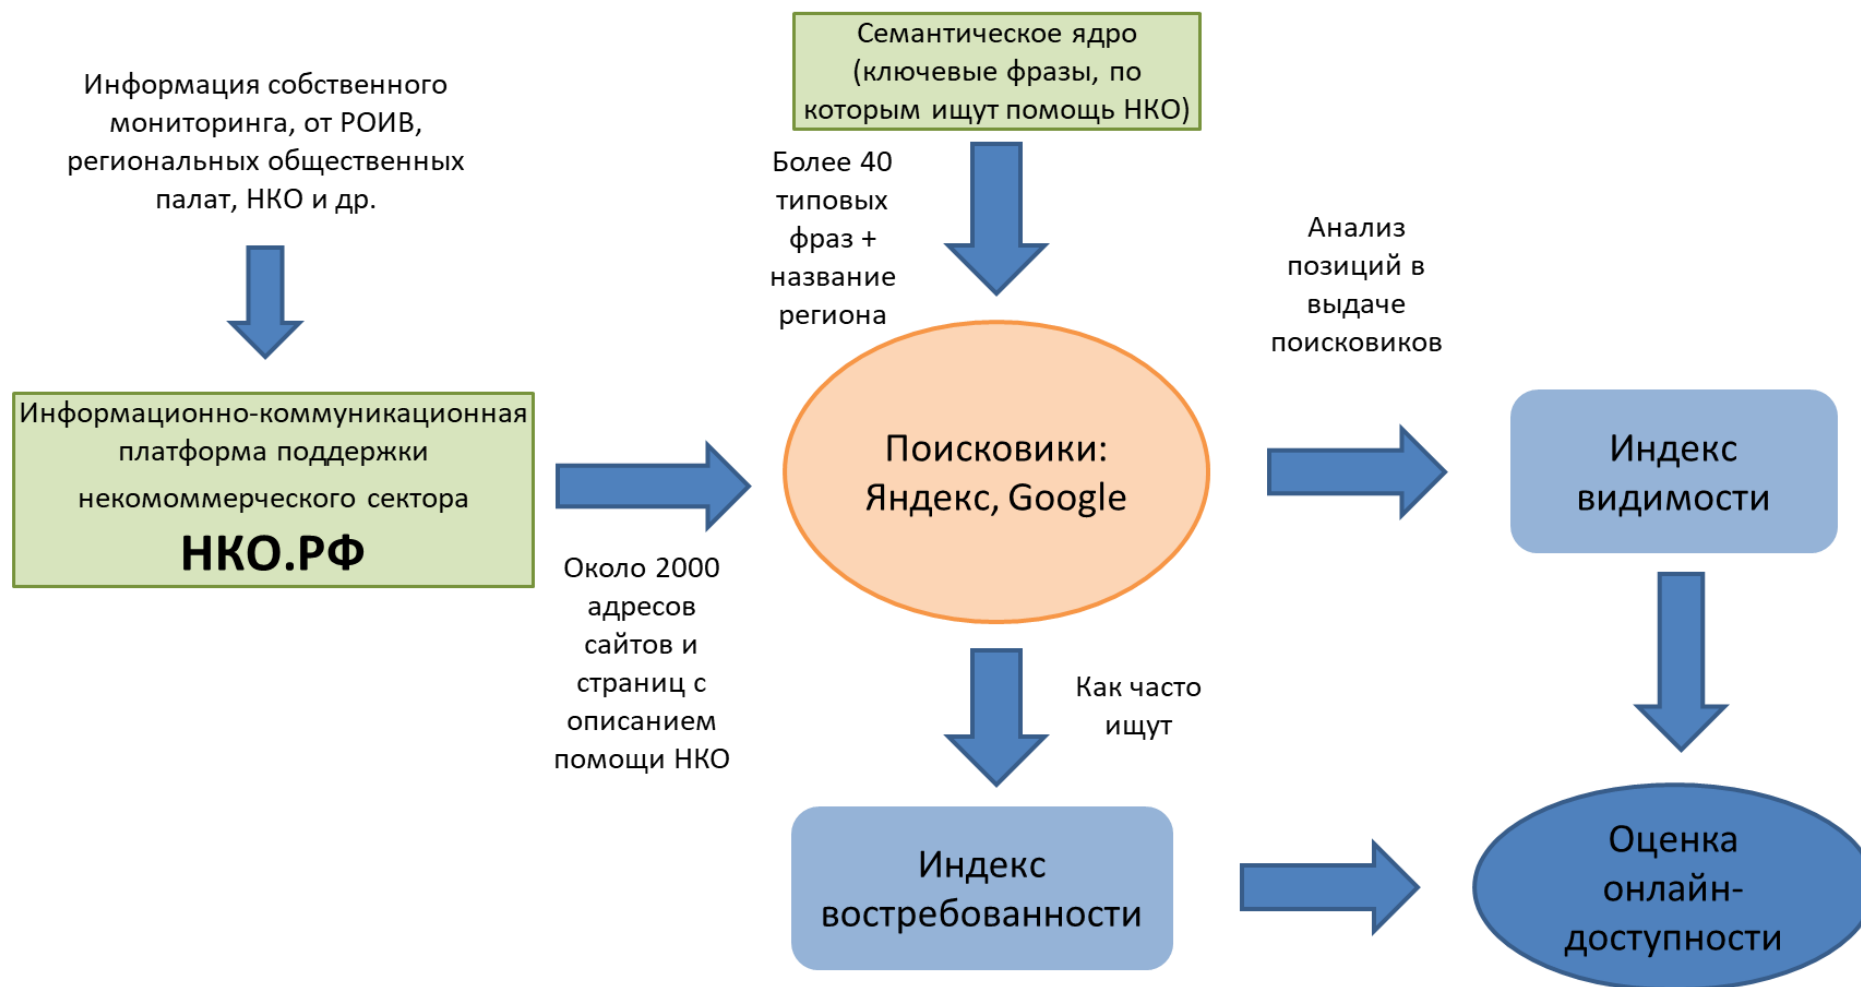 Информация собственного
мониторинга, от РОИВ,
региональных общественных
палат, НКО и др.
Информационно-коммуникационная
платформа поддержки
некомоммерческого сектора
НКО.РФ
Около 2000
адресов
сайтов и
страниц с
описанием
помощи НКО
Семантическое ядро
(ключевые фразы, по
которым ищут помощь НКО)
Более 40
типовых
фраз +
название
региона
Поисковики:
Яндекс, Google
Анализ
позиций в
выдаче
поисковиков
Индекс
видимости
Как часто
ищут
Индекс
востребованности
Оценка
онлайн-
доступности